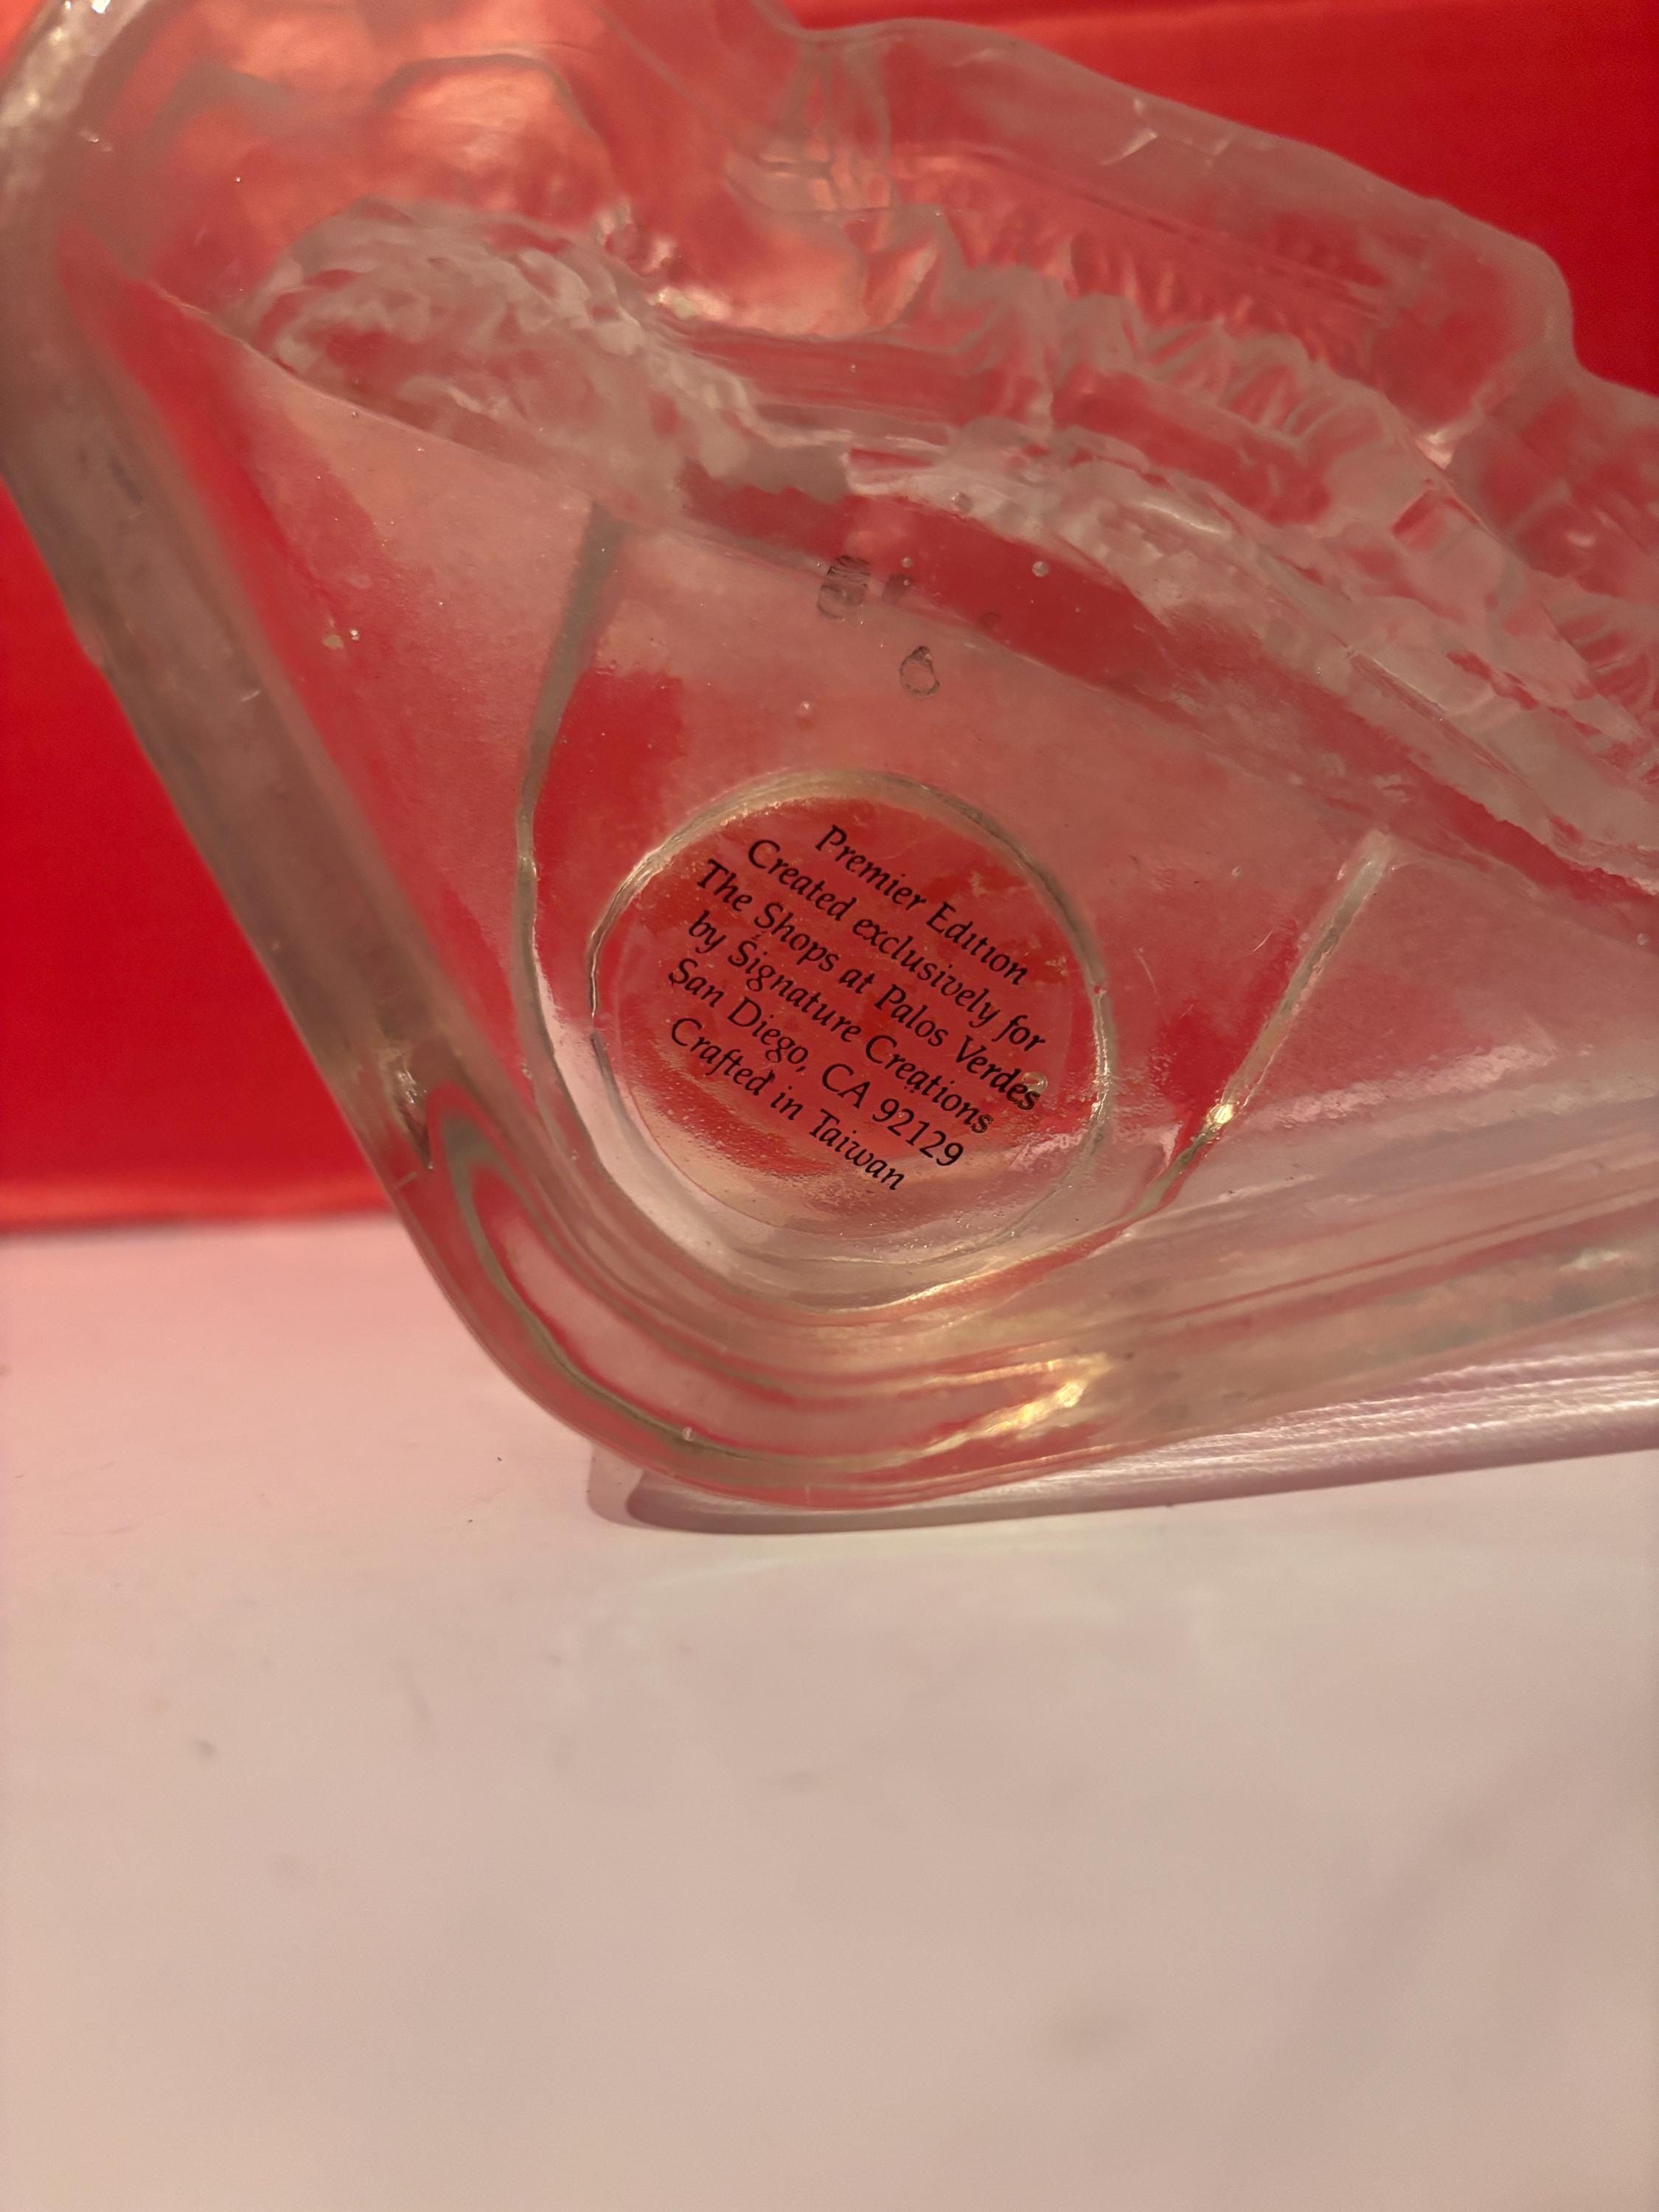 Premier Edition
Created exclusively for
The Shops at Palos Verdes
by Signature Creations
San Diego, CA 92129
Crafted in Taiwan